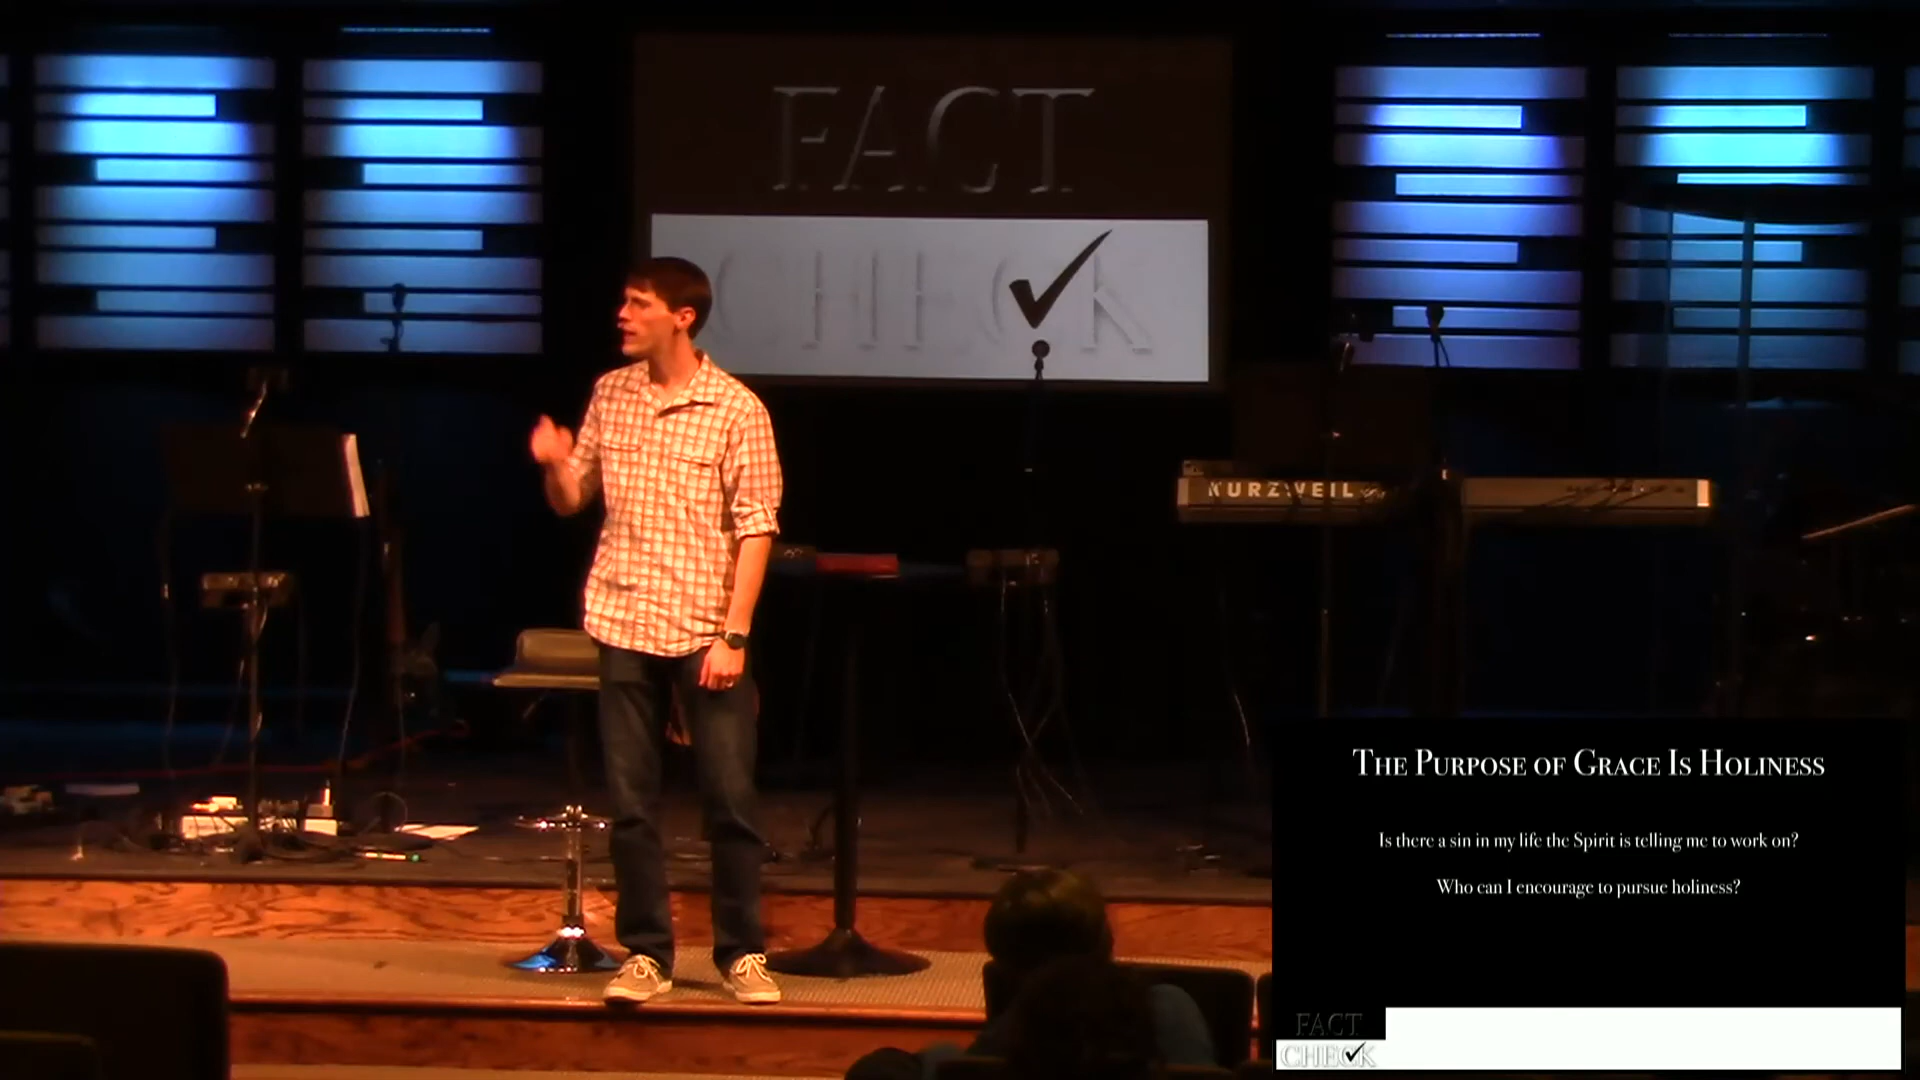 FACT
CHECK
KURZWEIL
THE PURPOSE OF GRACE IS HOLINESS
Is there a sin in my life the Spirit is telling me to work on?
Who can I encourage to pursue holiness?
FACT
CHECK